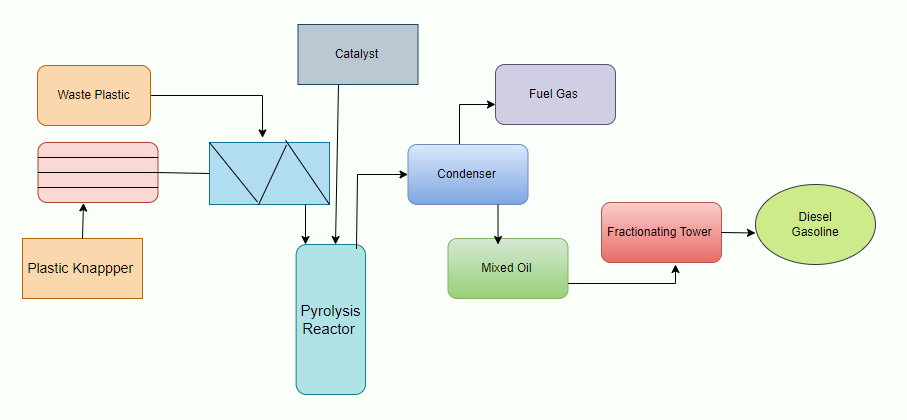 Catalyst
Waste Plastic
Fuel Gas
Condenser
Plastic Knappper
Pyrolysis
Reactor
Mixed Oil
Fractionating Tower
Diesel
Gasoline